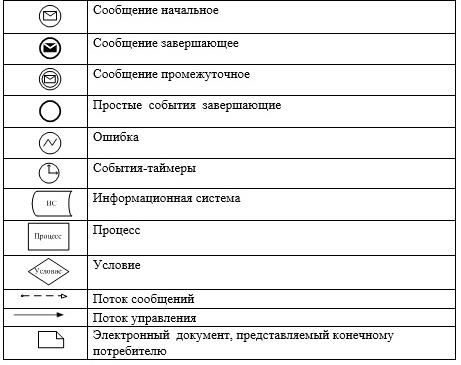 Сообщение начальное
Сообщение завершающее
Сообщение промежуточное
Простые события завершающие
Ошибка
События-таймеры
ИС
Информационная система
Процесс
Процесс
Условие
Условие
Поток сообщений
Поток управления
Электронный документ, представляемый конечному
потребителю